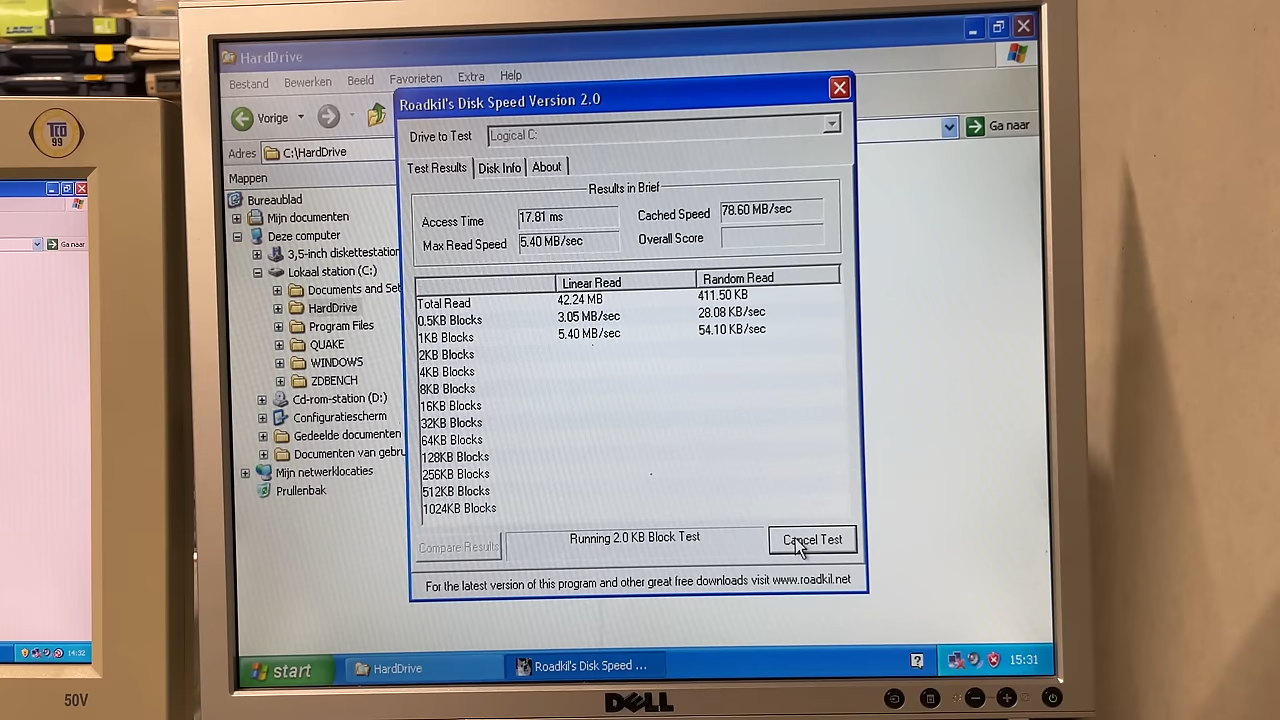 HardDrive
Bestand Bewerken Beeld Favorieten Extra Help
Vorige
Adres C:\HardDrive
Ga naar
Mappen
Bureaublad
Mijn documenten
Deze computer
3,5-inch diskettestation
Lokaal station (C:)
Documents and Set
HardDrive
Program Files
QUAKE
WINDOWS
ZDBENCH
Cd-rom-station (D:)
Configuratiescherm
Gedeelde documenten
Documenten van gebru
Mijn netwerklocaties
Prullenbak
Roadkil's Disk Speed Version 2.0
Drive to Test Logical C:
Test Results Disk Info About
Results in Brief
Access Time 17.81 ms Cached Speed 78.60 MB/sec
Max Read Speed 5.40 MB/sec Overall Score
Linear Read Random Read
Total Read 42.24 MB 411.50 KB
0.5KB Blocks 3.05 MB/sec 28.08 KB/sec
1KB Blocks 5.40 MB/sec 54.10 KB/sec
2KB Blocks
4KB Blocks
8KB Blocks
16KB Blocks
32KB Blocks
64KB Blocks
128KB Blocks
256KB Blocks
512KB Blocks
1024KB Blocks
Compare Results Running 2.0 KB Block Test Cancel Test
For the latest version of this program and other great free downloads visit www.roadkil.net
start HardDrive Roadkil's Disk Speed ... 15:31
DELL
TCO
99
Ga naar
14:32
50V